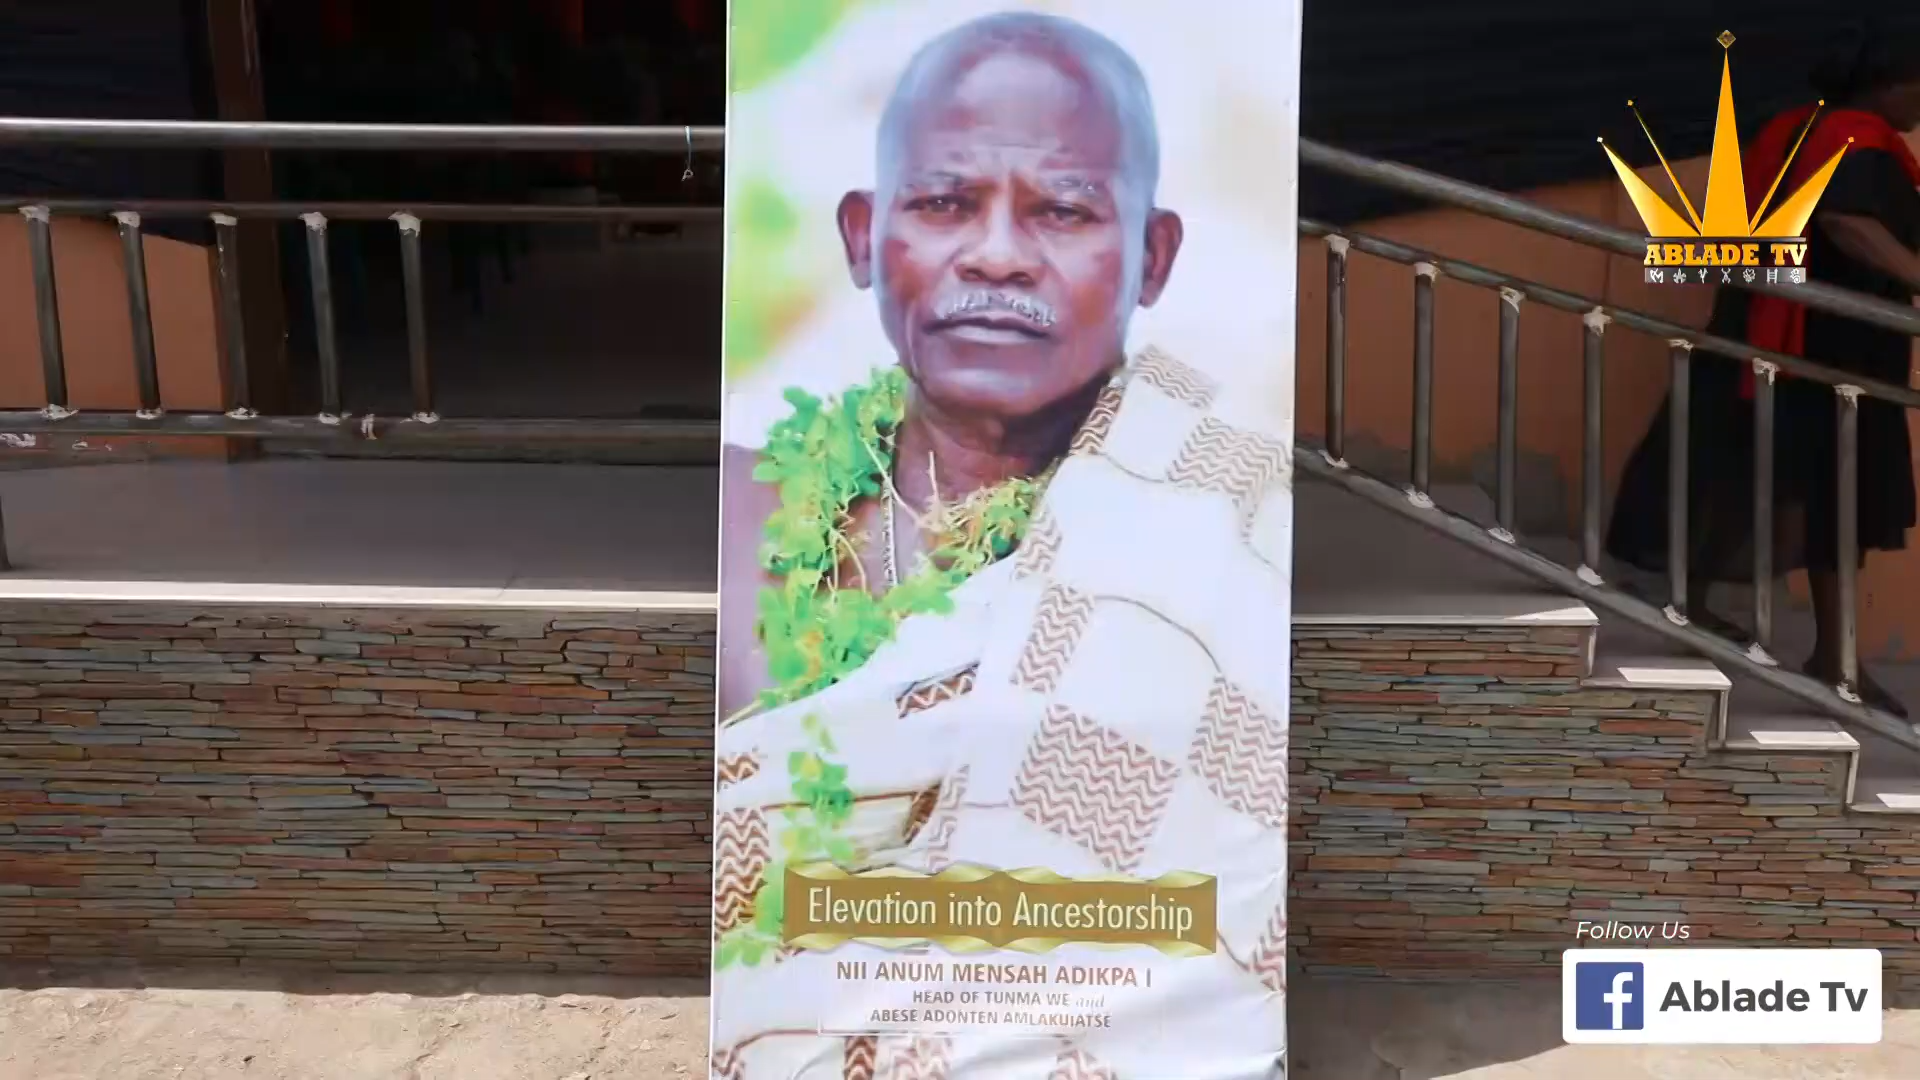 ABLADE TV
Elevation into Ancestorship
NII ANUM MENSAH ADIKPA I
HEAD OF TUNMA WE and
ABESE ADONTEN AMLAKUIATSE
Follow Us
f Ablade Tv